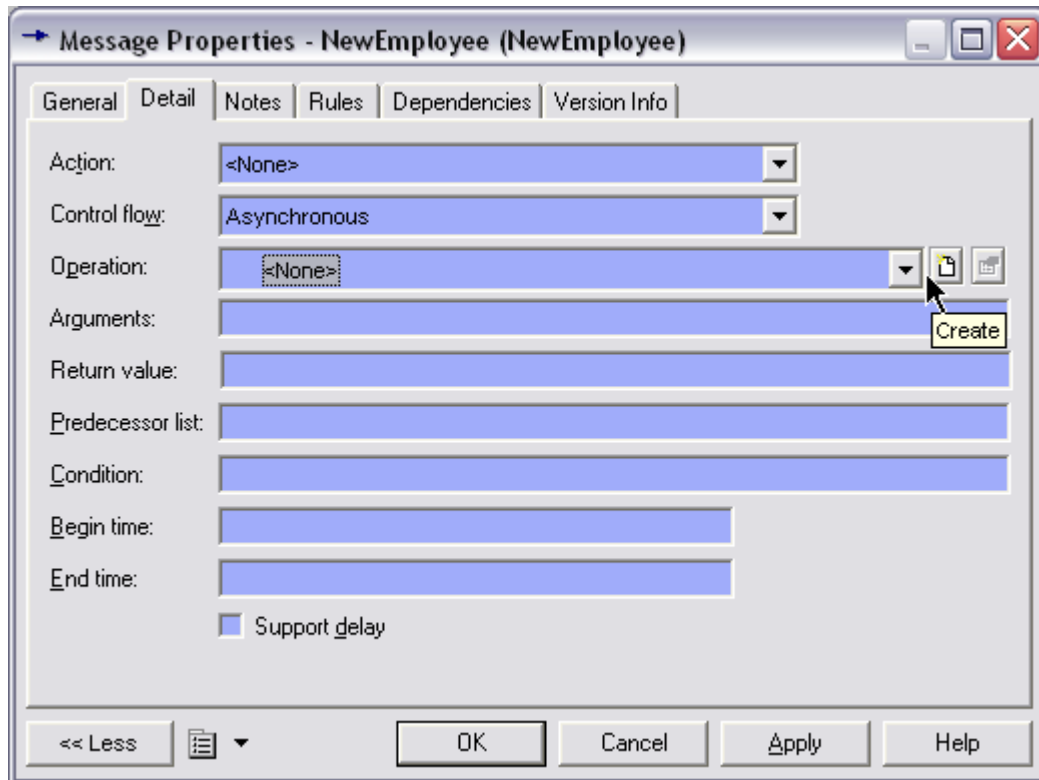 Message Properties - NewEmployee (NewEmployee)
General Detail Notes Rules Dependencies Version Info
Action: <None>
Control flow: Asynchronous
Operation: <None>
Create
Arguments:
Return value:
Predecessor list:
Condition:
Begin time:
End time:
Support delay
<< Less OK Cancel Apply Help